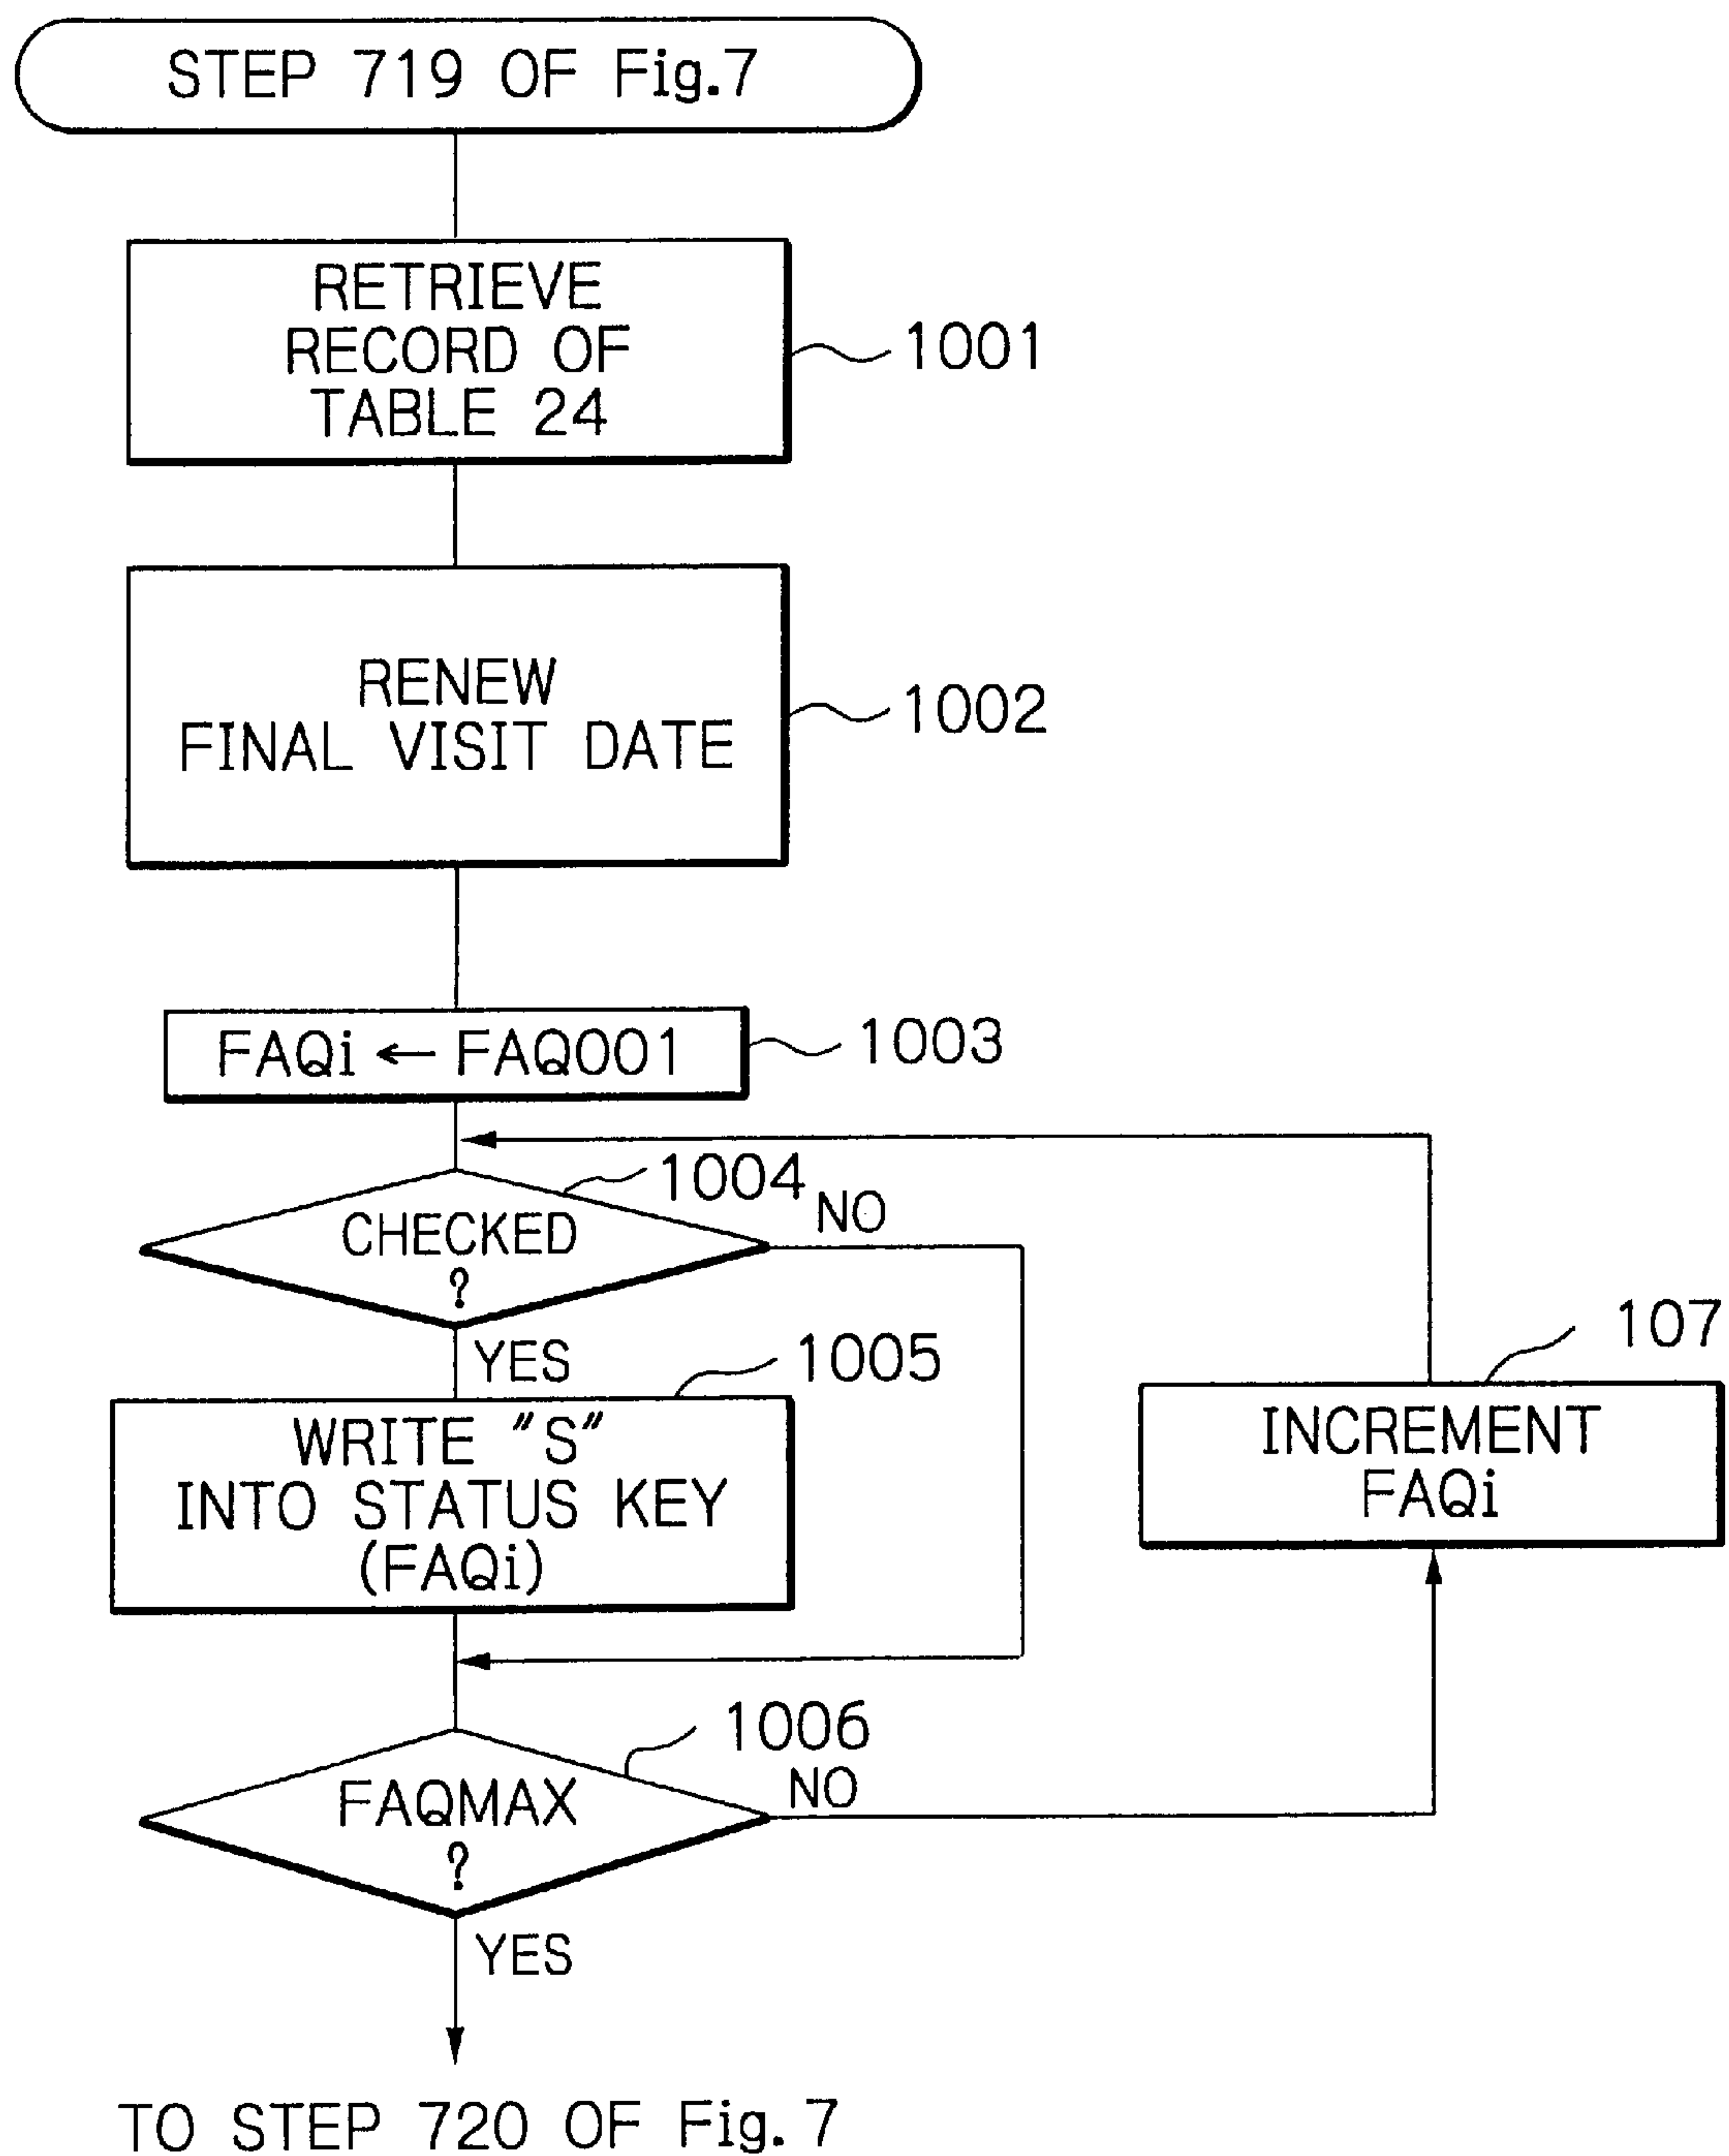 STEP 719 OF Fig.7
RETRIEVE
RECORD OF
TABLE 24
1001
RENEW
FINAL VISIT DATE
1002
FAQi ← FAQ001
1003
1004
CHECKED
?
NO
YES
1005
WRITE "S"
INTO STATUS KEY
(FAQi)
107
INCREMENT
FAQi
1006
FAQMAX
?
NO
YES
TO STEP 720 OF Fig. 7